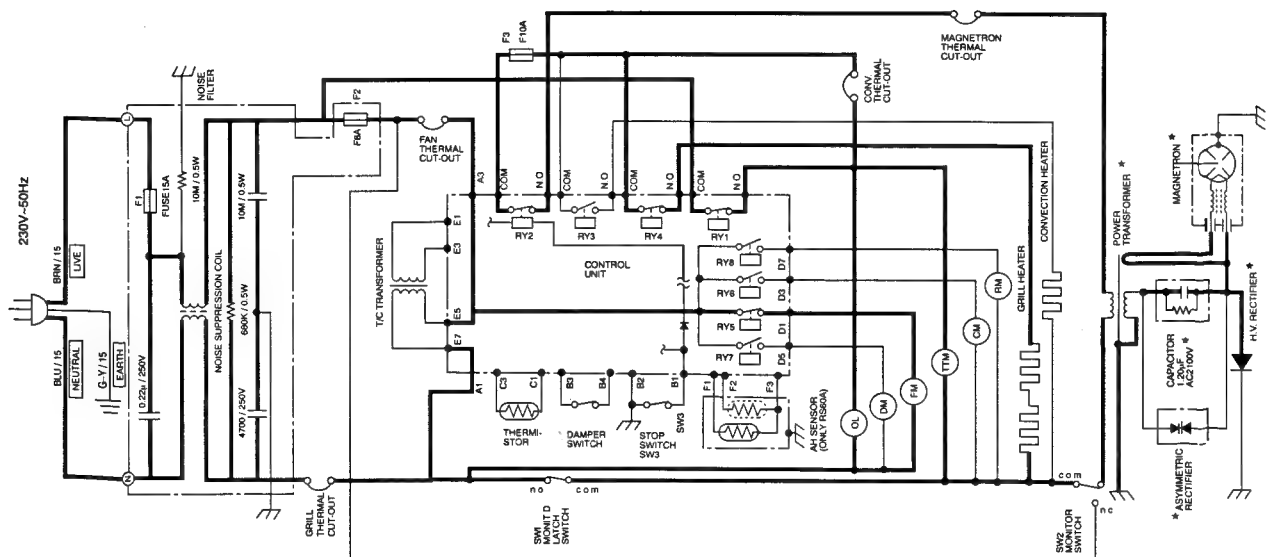 230V~50Hz
BRN / 15
LIVE
BLU / 15
NEUTRAL
G-Y / 15
EARTH
L
N
F1
FUSE 15A
0.22µ / 250V
NOISE
FILTER
NOISE SUPPRESSION COIL
10M / 0.5W
10M / 0.5W
680K / 0.5W
4700 / 250V
F2
F8A
FAN
THERMAL
CUT-OUT
GRILL
THERMAL
CUT-OUT
T/C TRANSFORMER
A3
E1
E3
E5
E7
A1
F3
F10A
COM
NO
COM
NO
COM
COM
NO
RY2
RY3
RY4
RY1
CONTROL
UNIT
RY8
RY6
RY5
RY7
D7
D3
D1
D5
C3
C1
B3
B4
B2
B1
F1
F2
F3
THERMI-
STOR
DAMPER
SWITCH
STOP
SWITCH
SW3
SW3
AH SENSOR
(ONLY RS60A)
OL
DM
FM
TTM
CM
RM
GRILL HEATER
CONVECTION HEATER
CONV.
THERMAL
CUT-OUT
MAGNETRON
THERMAL
CUT-OUT
no
com
SW1
MONIT D
LATCH
SWITCH
com
nc
SW2
MONITOR
SWITCH
POWER
TRANSFORMER *
MAGNETRON *
CAPACITOR *
1.20µF
AC2100V
H.V. RECTIFIER *
* ASYMMETRIC
RECTIFIER